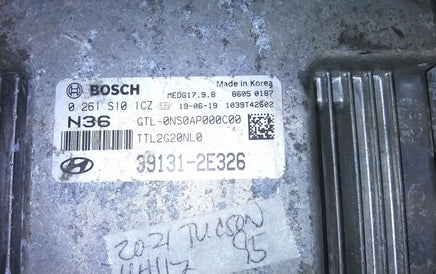 BOSCH Made in Korea
MEDG17.9.8 8605 0187
0 261 S10 1CZ 19-06-19 1039T42602
N36 GTL-0NS0AP000C00
TTL2G20NL0
39131-2E326
2021 TUCSON
95